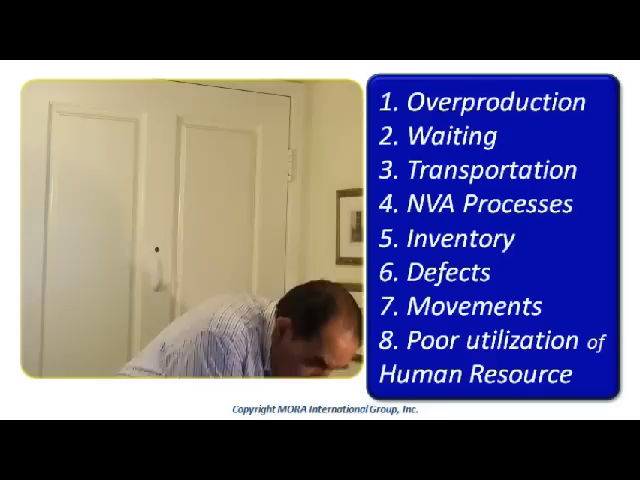 1. Overproduction
2. Waiting
3. Transportation
4. NVA Processes
5. Inventory
6. Defects
7. Movements
8. Poor utilization of
Human Resource
Copyright MORA International Group, Inc.